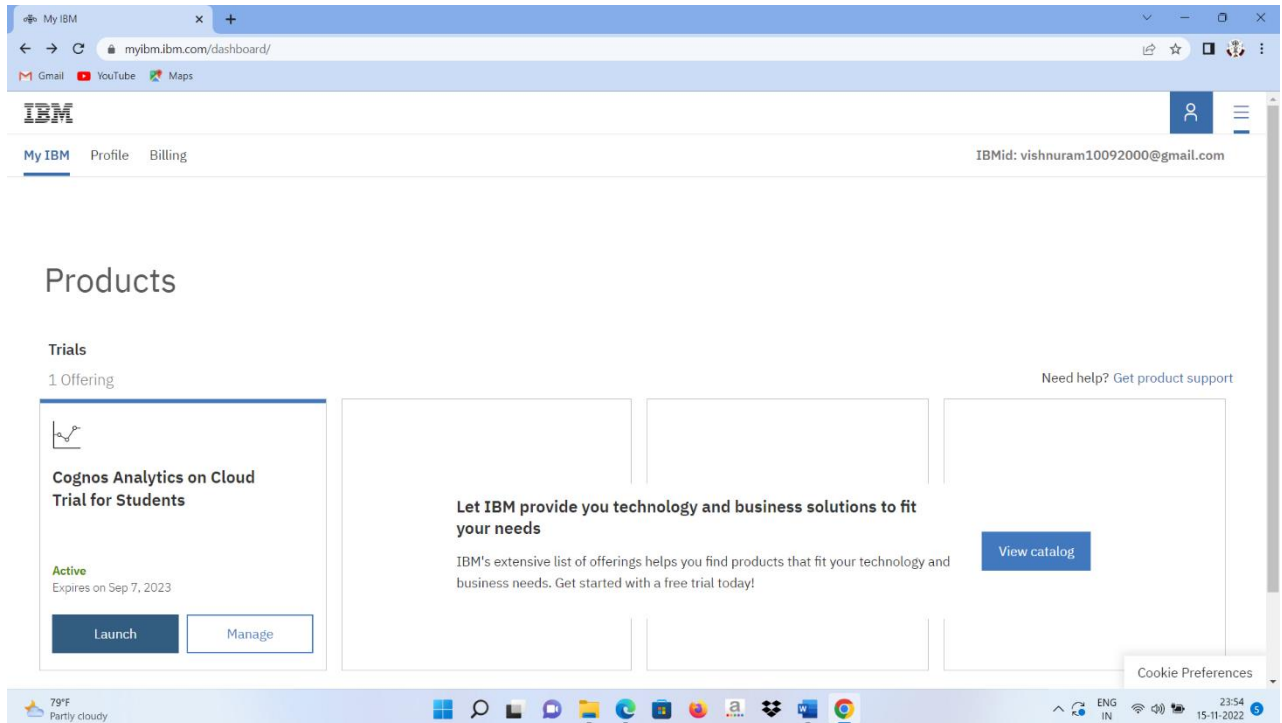 My IBM
myibm.ibm.com/dashboard/
Gmail YouTube Maps
IBM
My IBM Profile Billing IBMid: vishnuram10092000@gmail.com
Products
Trials
1 Offering
Need help? Get product support
Cognos Analytics on Cloud
Trial for Students
Active
Expires on Sep 7, 2023
Launch Manage
Let IBM provide you technology and business solutions to fit
your needs
IBM's extensive list of offerings helps you find products that fit your technology and
business needs. Get started with a free trial today!
View catalog
Cookie Preferences
79°F
Partly cloudy
a
W
ENG
IN
23:54
15-11-2022
5